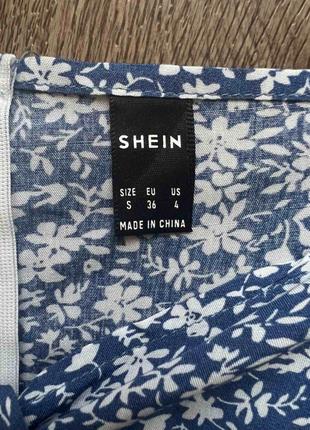 SHEIN
SIZE EU US
S 36 4
MADE IN CHINA